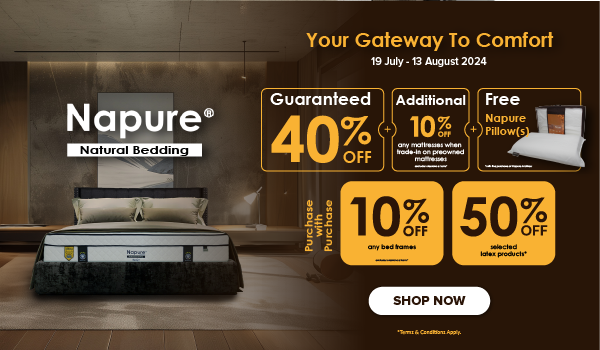 Your Gateway To Comfort
19 July - 13 August 2024
Napure®
Natural Bedding
Guaranteed
40%
OFF
+
Additional
10%
OFF
any mattresses when
trade-in on preowned
mattresses
+
Free
Napure
Pillow(s)
Purchase
with
Purchase
10%
OFF
any bed frames
50%
OFF
selected
latex products*
Napure®
SHOP NOW
*Terms & Conditions Apply.